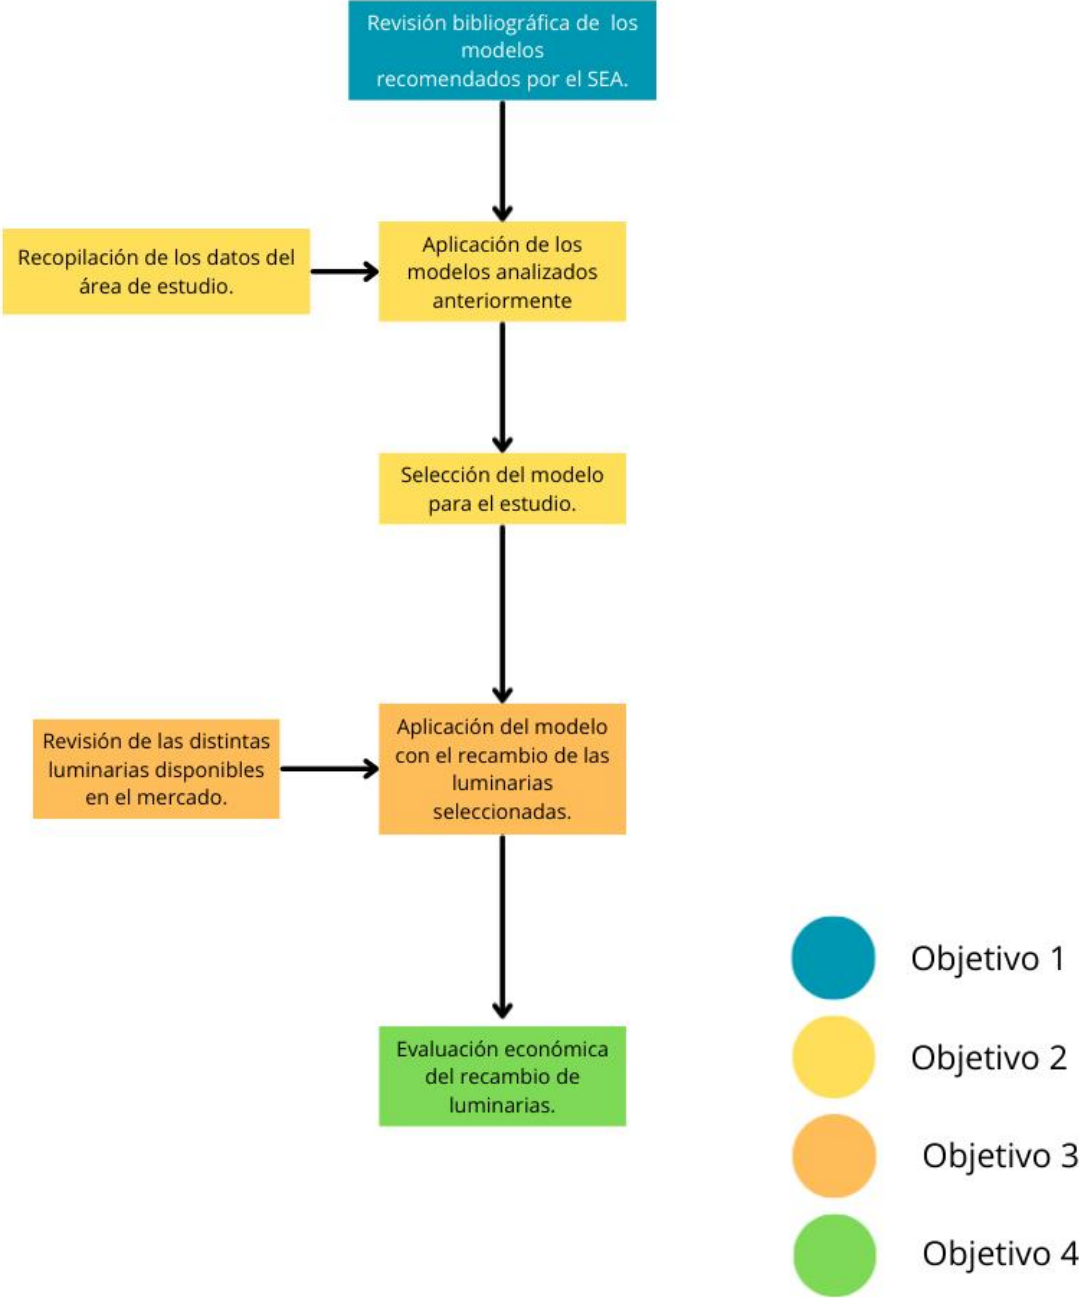 Revisión bibliográfica de los
modelos
recomendados por el SEA.
Recopilación de los datos del
área de estudio.
Aplicación de los
modelos analizados
anteriormente
Selección del modelo
para el estudio.
Revisión de las distintas
luminarias disponibles
en el mercado.
Aplicación del modelo
con el recambio de las
luminarias
seleccionadas.
Evaluación económica
del recambio de
luminarias.
Objetivo 1
Objetivo 2
Objetivo 3
Objetivo 4